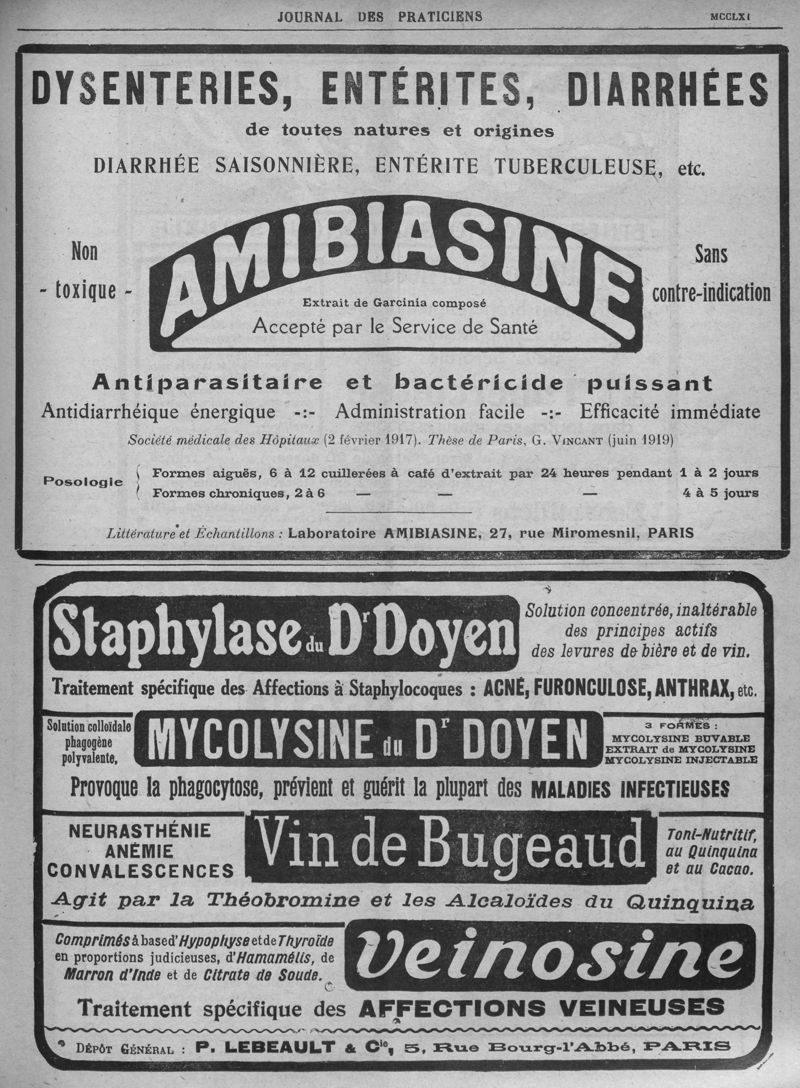 JOURNAL DES PRATICIENS
MCCLXI
DYSENTERIES, ENTÉRITES, DIARRHÉES
de toutes natures et origines
DIARRHÉE SAISONNIÈRE, ENTÉRITE TUBERCULEUSE, etc.
Non
- toxique -
AMIBIASINE
Extrait de Garcinia composé
Accepté par le Service de Santé
Sans
contre-indication
Antiparasitaire et bactéricide puissant
Antidiarrhéique énergique -:- Administration facile -:- Efficacité immédiate
Société médicale des Hôpitaux (2 février 1917). Thèse de Paris, G. VINCANT (juin 1919)
Posologie
Formes aiguës, 6 à 12 cuillerées à café d'extrait par 24 heures pendant 1 à 2 jours
Formes chroniques, 2 à 6 — — — 4 à 5 jours
Littérature et Échantillons : Laboratoire AMIBIASINE, 27, rue Miromesnil, PARIS
Staphylase du Dr Doyen
Solution concentrée, inaltérable
des principes actifs
des levures de bière et de vin.
Traitement spécifique des Affections à Staphylocoques : ACNÉ, FURONCULOSE, ANTHRAX, etc.
Solution colloïdale
phagogène
polyvalente,
MYCOLYSINE du Dr DOYEN
3 FORMES :
MYCOLYSINE BUVABLE
EXTRAIT de MYCOLYSINE
MYCOLYSINE INJECTABLE
Provoque la phagocytose, prévient et guérit la plupart des MALADIES INFECTIEUSES
NEURASTHÉNIE
ANÉMIE
CONVALESCENCES
Vin de Bugeaud
Toni-Nutritif,
au Quinquina
et au Cacao.
Agit par la Théobromine et les Alcaloïdes du Quinquina
Comprimés à base d'Hypophyse et de Thyroïde
en proportions judicieuses, d'Hamamélis, de
Marron d'Inde et de Citrate de Soude.
Veinosine
Traitement spécifique des AFFECTIONS VEINEUSES
DÉPÔT GÉNÉRAL : P. LEBEAULT & Cie, 5, Rue Bourg-l'Abbé, PARIS